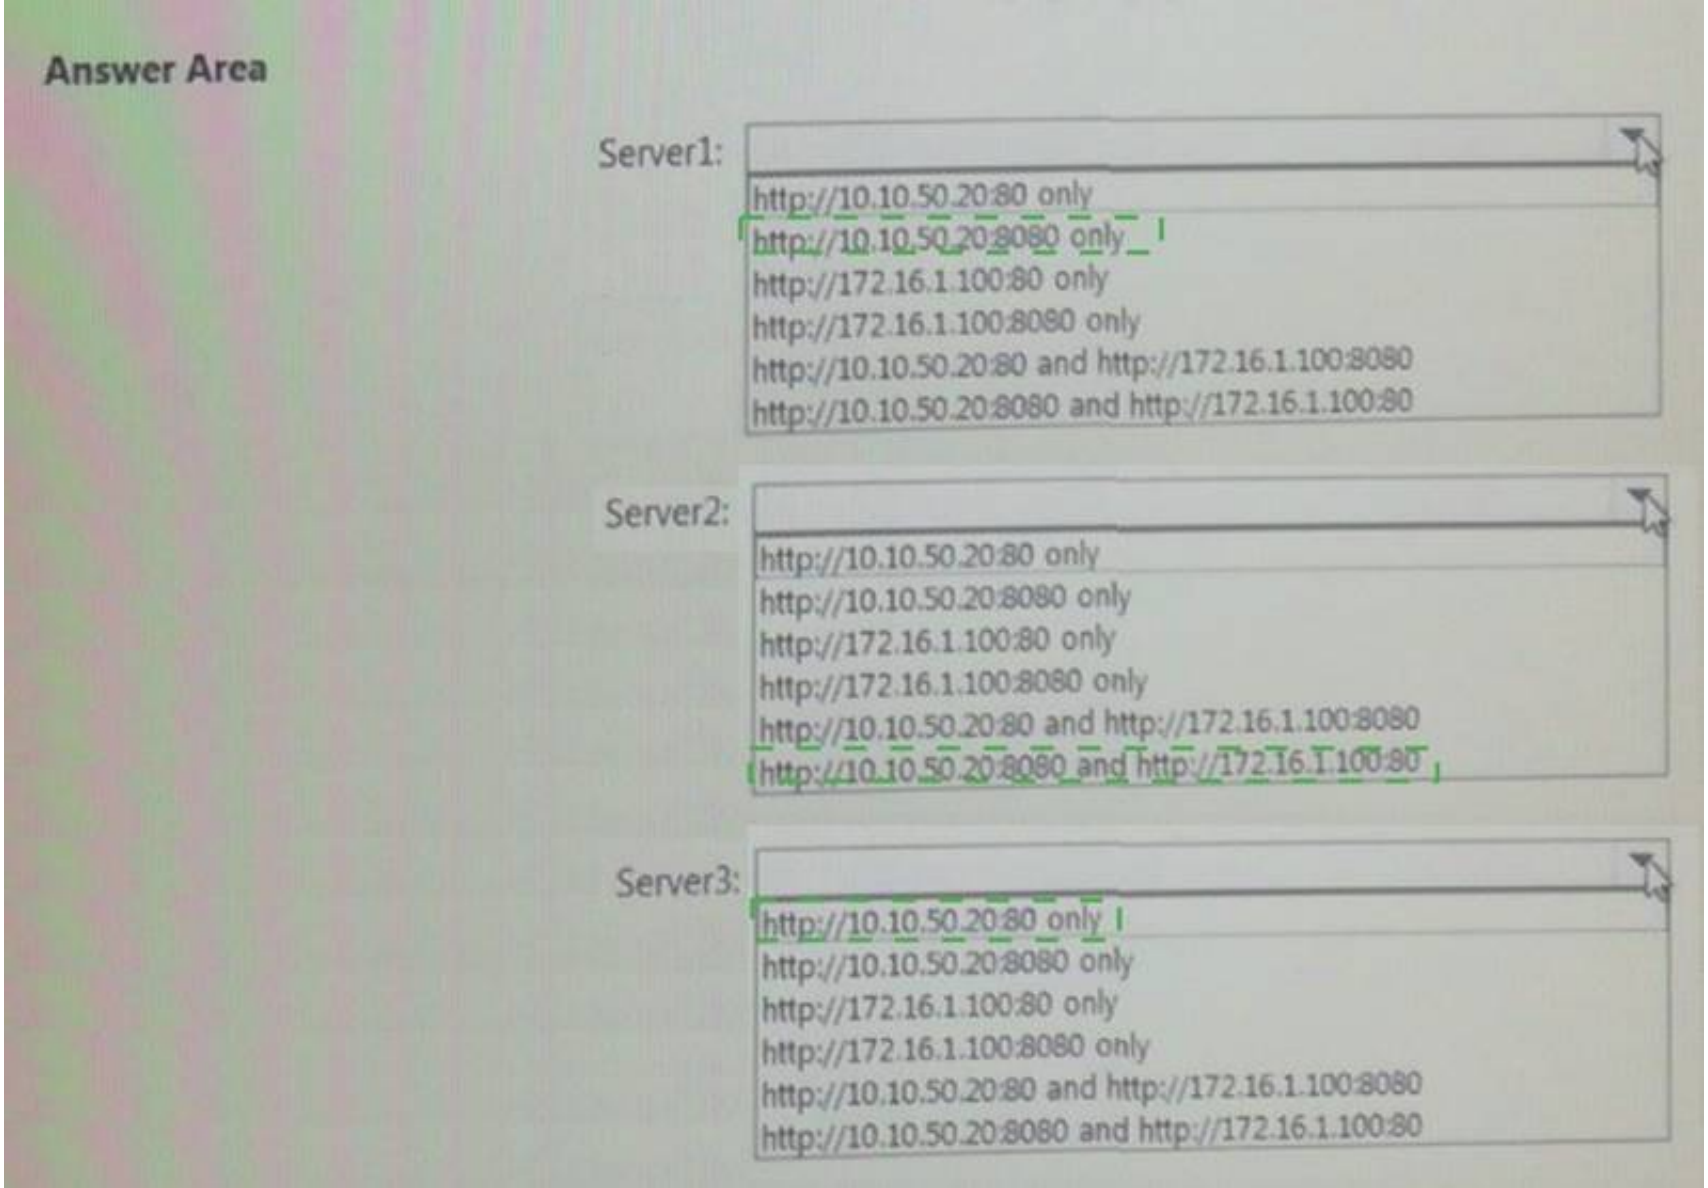 Answer Area
Server1:
http://10.10.50.20:80 only
http://10.10.50.20:8080 only
http://172.16.1.100:80 only
http://172.16.1.100:8080 only
http://10.10.50.20:80 and http://172.16.1.100:8080
http://10.10.50.20:8080 and http://172.16.1.100:80
Server2:
http://10.10.50.20:80 only
http://10.10.50.20:8080 only
http://172.16.1.100:80 only
http://172.16.1.100:8080 only
http://10.10.50.20:80 and http://172.16.1.100:8080
http://10.10.50.20:8080 and http://172.16.1.100:80
Server3:
http://10.10.50.20:80 only
http://10.10.50.20:8080 only
http://172.16.1.100:80 only
http://172.16.1.100:8080 only
http://10.10.50.20:80 and http://172.16.1.100:8080
http://10.10.50.20:8080 and http://172.16.1.100:80